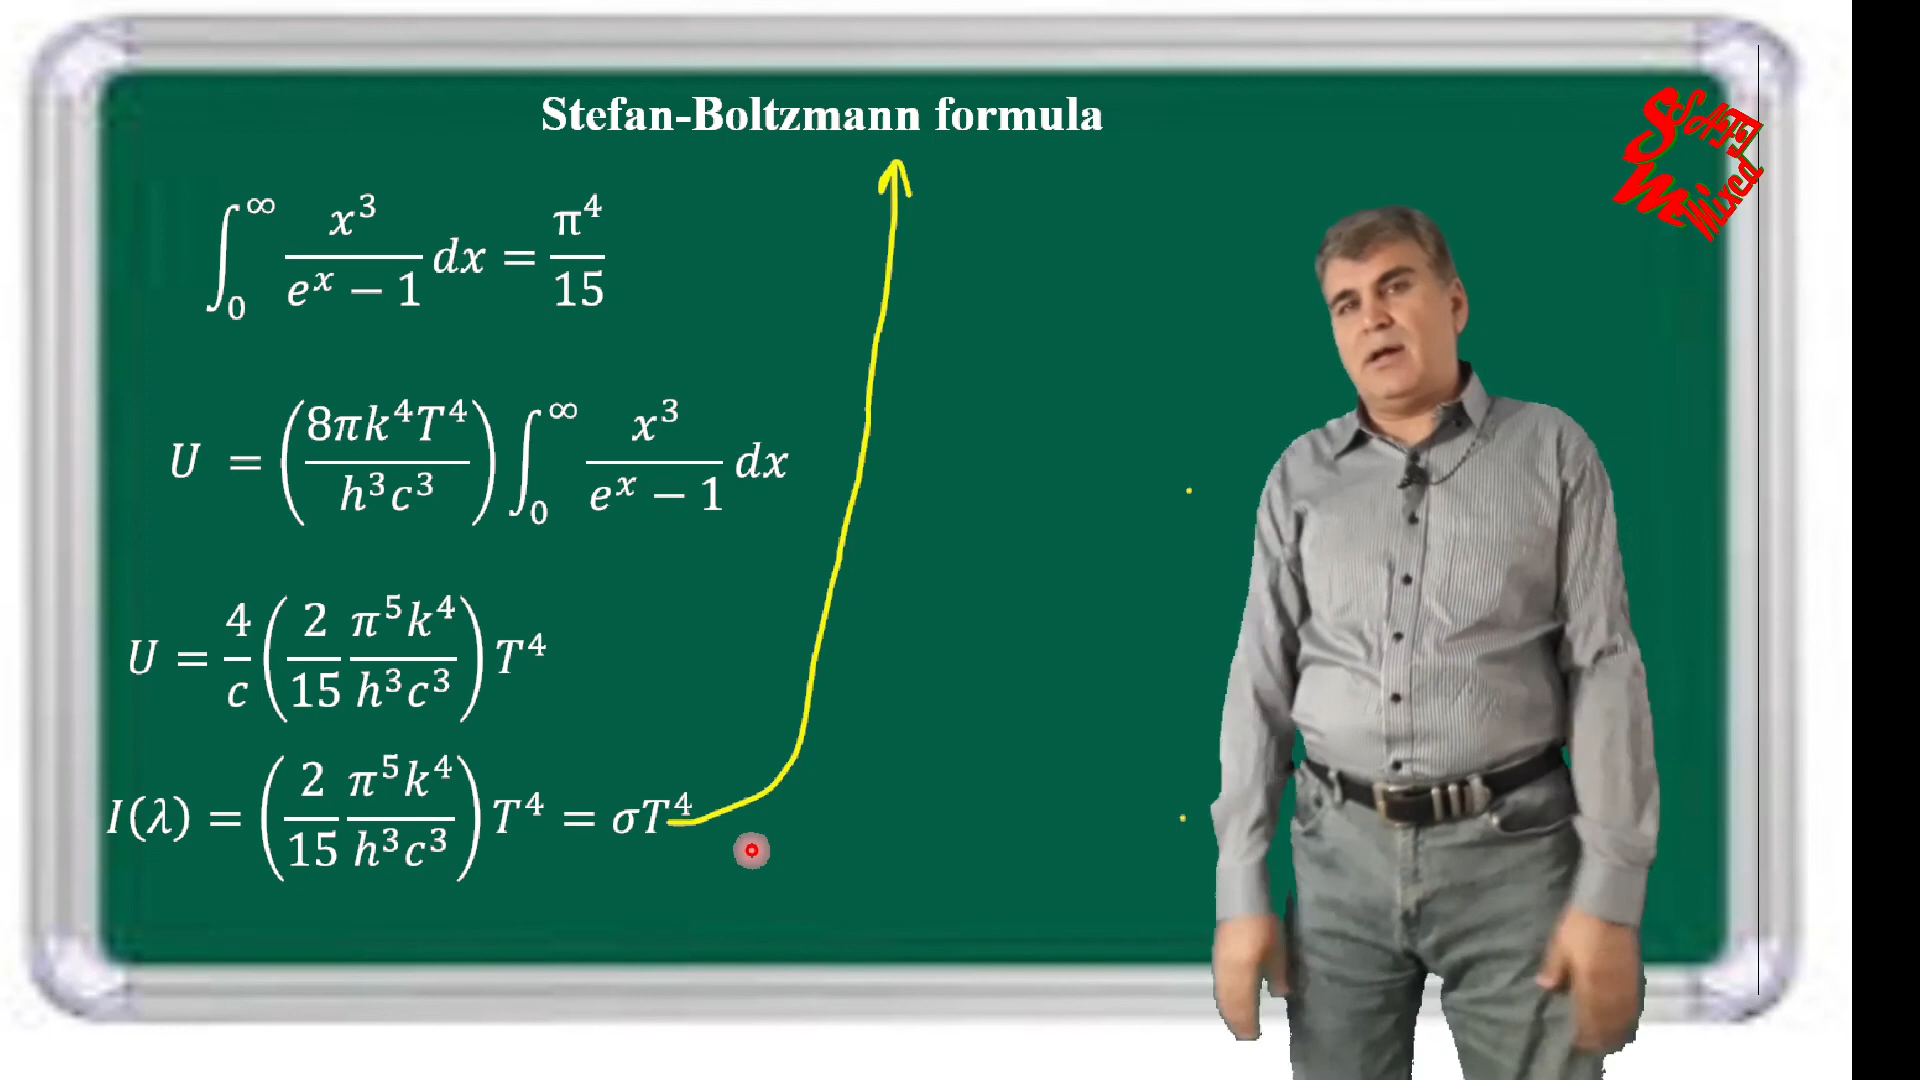 Stefan-Boltzmann formula
∫₀^∞ x³/(eˣ − 1) dx = π⁴/15
U = (8πk⁴T⁴/h³c³) ∫₀^∞ x³/(eˣ − 1) dx
U = 4/c (2/15 π⁵k⁴/h³c³) T⁴
I(λ) = (2/15 π⁵k⁴/h³c³) T⁴ = σT⁴
Mixed